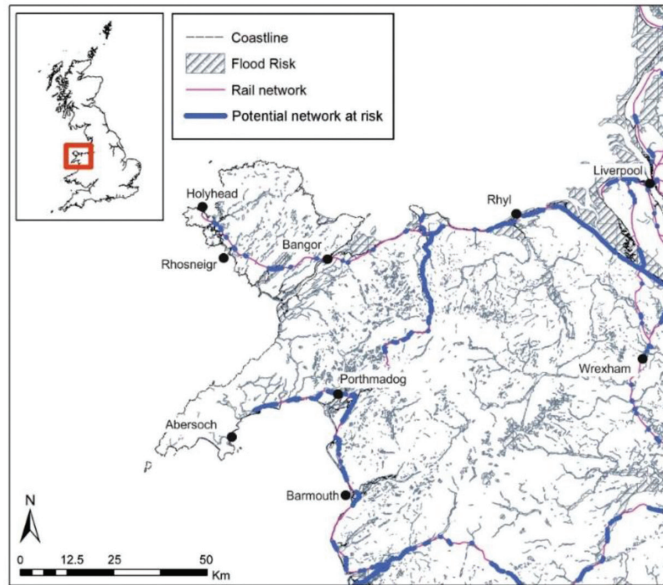 Coastline
Flood Risk
Rail network
Potential network at risk
Liverpool
Holyhead
Rhyl
Bangor
Rhosneigr
Wrexham
Porthmadog
Abersoch
Barmouth
N
0 12.5 25 50
Km